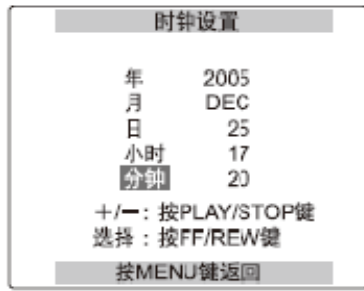 时钟设置
年 2005
月 DEC
日 25
小时 17
分钟 20
+/-：按PLAY/STOP键
选择：按FF/REW键
按MENU键返回